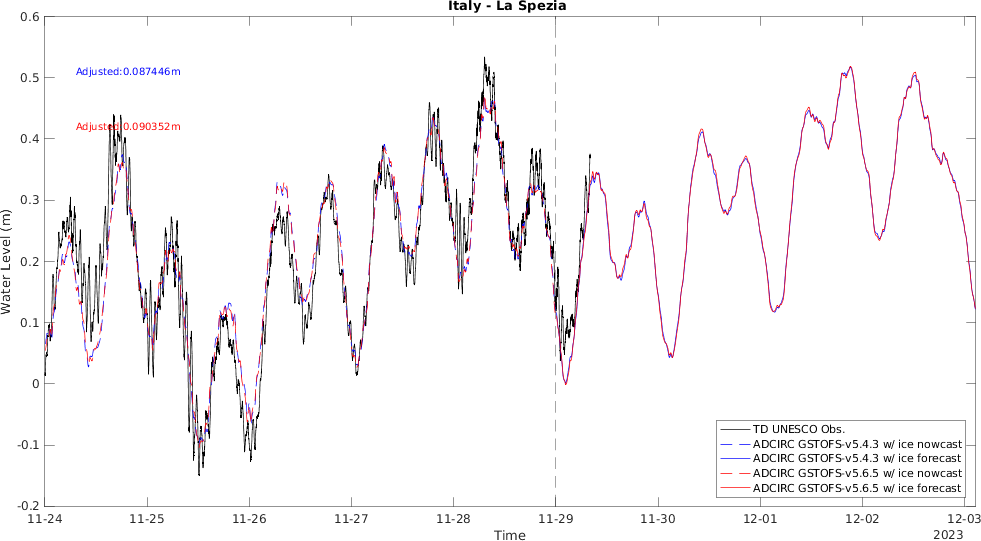 Italy - La Spezia
0.6
0.5
0.4
0.3
0.2
0.1
0
-0.1
-0.2
Water Level (m)
Adjusted:0.087446m
Adjusted:0.090352m
TD UNESCO Obs.
ADCIRC GSTOFS-v5.4.3 w/ ice nowcast
ADCIRC GSTOFS-v5.4.3 w/ ice forecast
ADCIRC GSTOFS-v5.6.5 w/ ice nowcast
ADCIRC GSTOFS-v5.6.5 w/ ice forecast
11-24 11-25 11-26 11-27 11-28 11-29 11-30 12-01 12-02 12-03
Time
2023